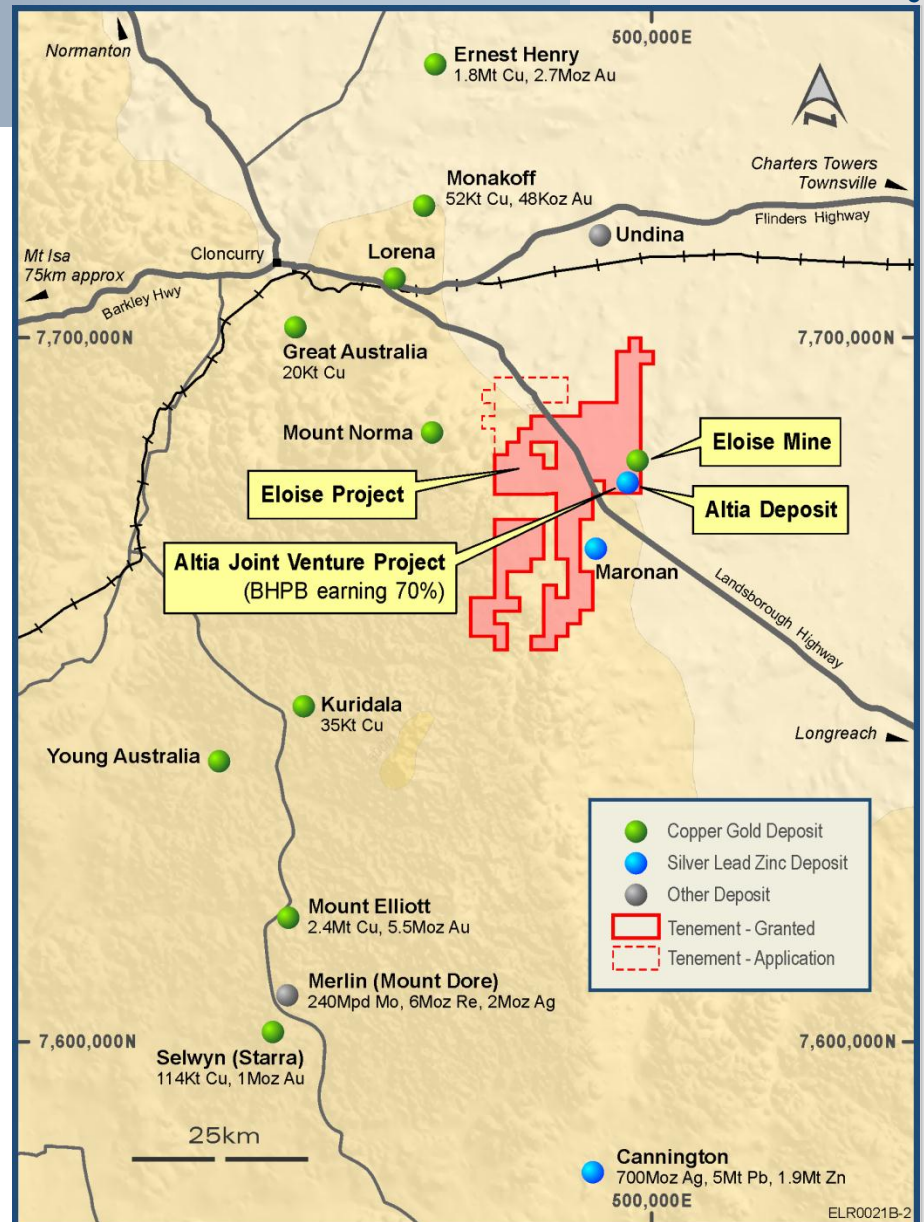 Normanton
500,000E
Ernest Henry
1.8Mt Cu, 2.7Moz Au
Charters Towers
Townsville
Monakoff
52Kt Cu, 48Koz Au
Flinders Highway
Undina
Cloncurry
Lorena
Mt Isa
75km approx
Barkley Hwy
7,700,000N
7,700,000N
Great Australia
20Kt Cu
Mount Norma
Eloise Mine
Eloise Project
Altia Deposit
Altia Joint Venture Project
(BHPB earning 70%)
Maronan
Landsborough Highway
Kuridala
35Kt Cu
Longreach
Young Australia
Copper Gold Deposit
Silver Lead Zinc Deposit
Other Deposit
Tenement - Granted
Tenement - Application
Mount Elliott
2.4Mt Cu, 5.5Moz Au
Merlin (Mount Dore)
240Mpd Mo, 6Moz Re, 2Moz Ag
7,600,000N
7,600,000N
Selwyn (Starra)
114Kt Cu, 1Moz Au
25km
Cannington
700Moz Ag, 5Mt Pb, 1.9Mt Zn
500,000E
ELR0021B-2